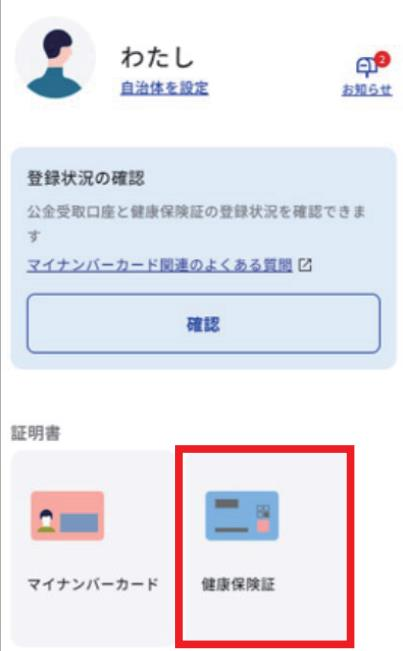 わたし
自治体を設定
2
お知らせ
登録状況の確認
公金受取口座と健康保険証の登録状況を確認できま
す
マイナンバーカード関連のよくある質問
確認
証明書
マイナンバーカード
健康保険証